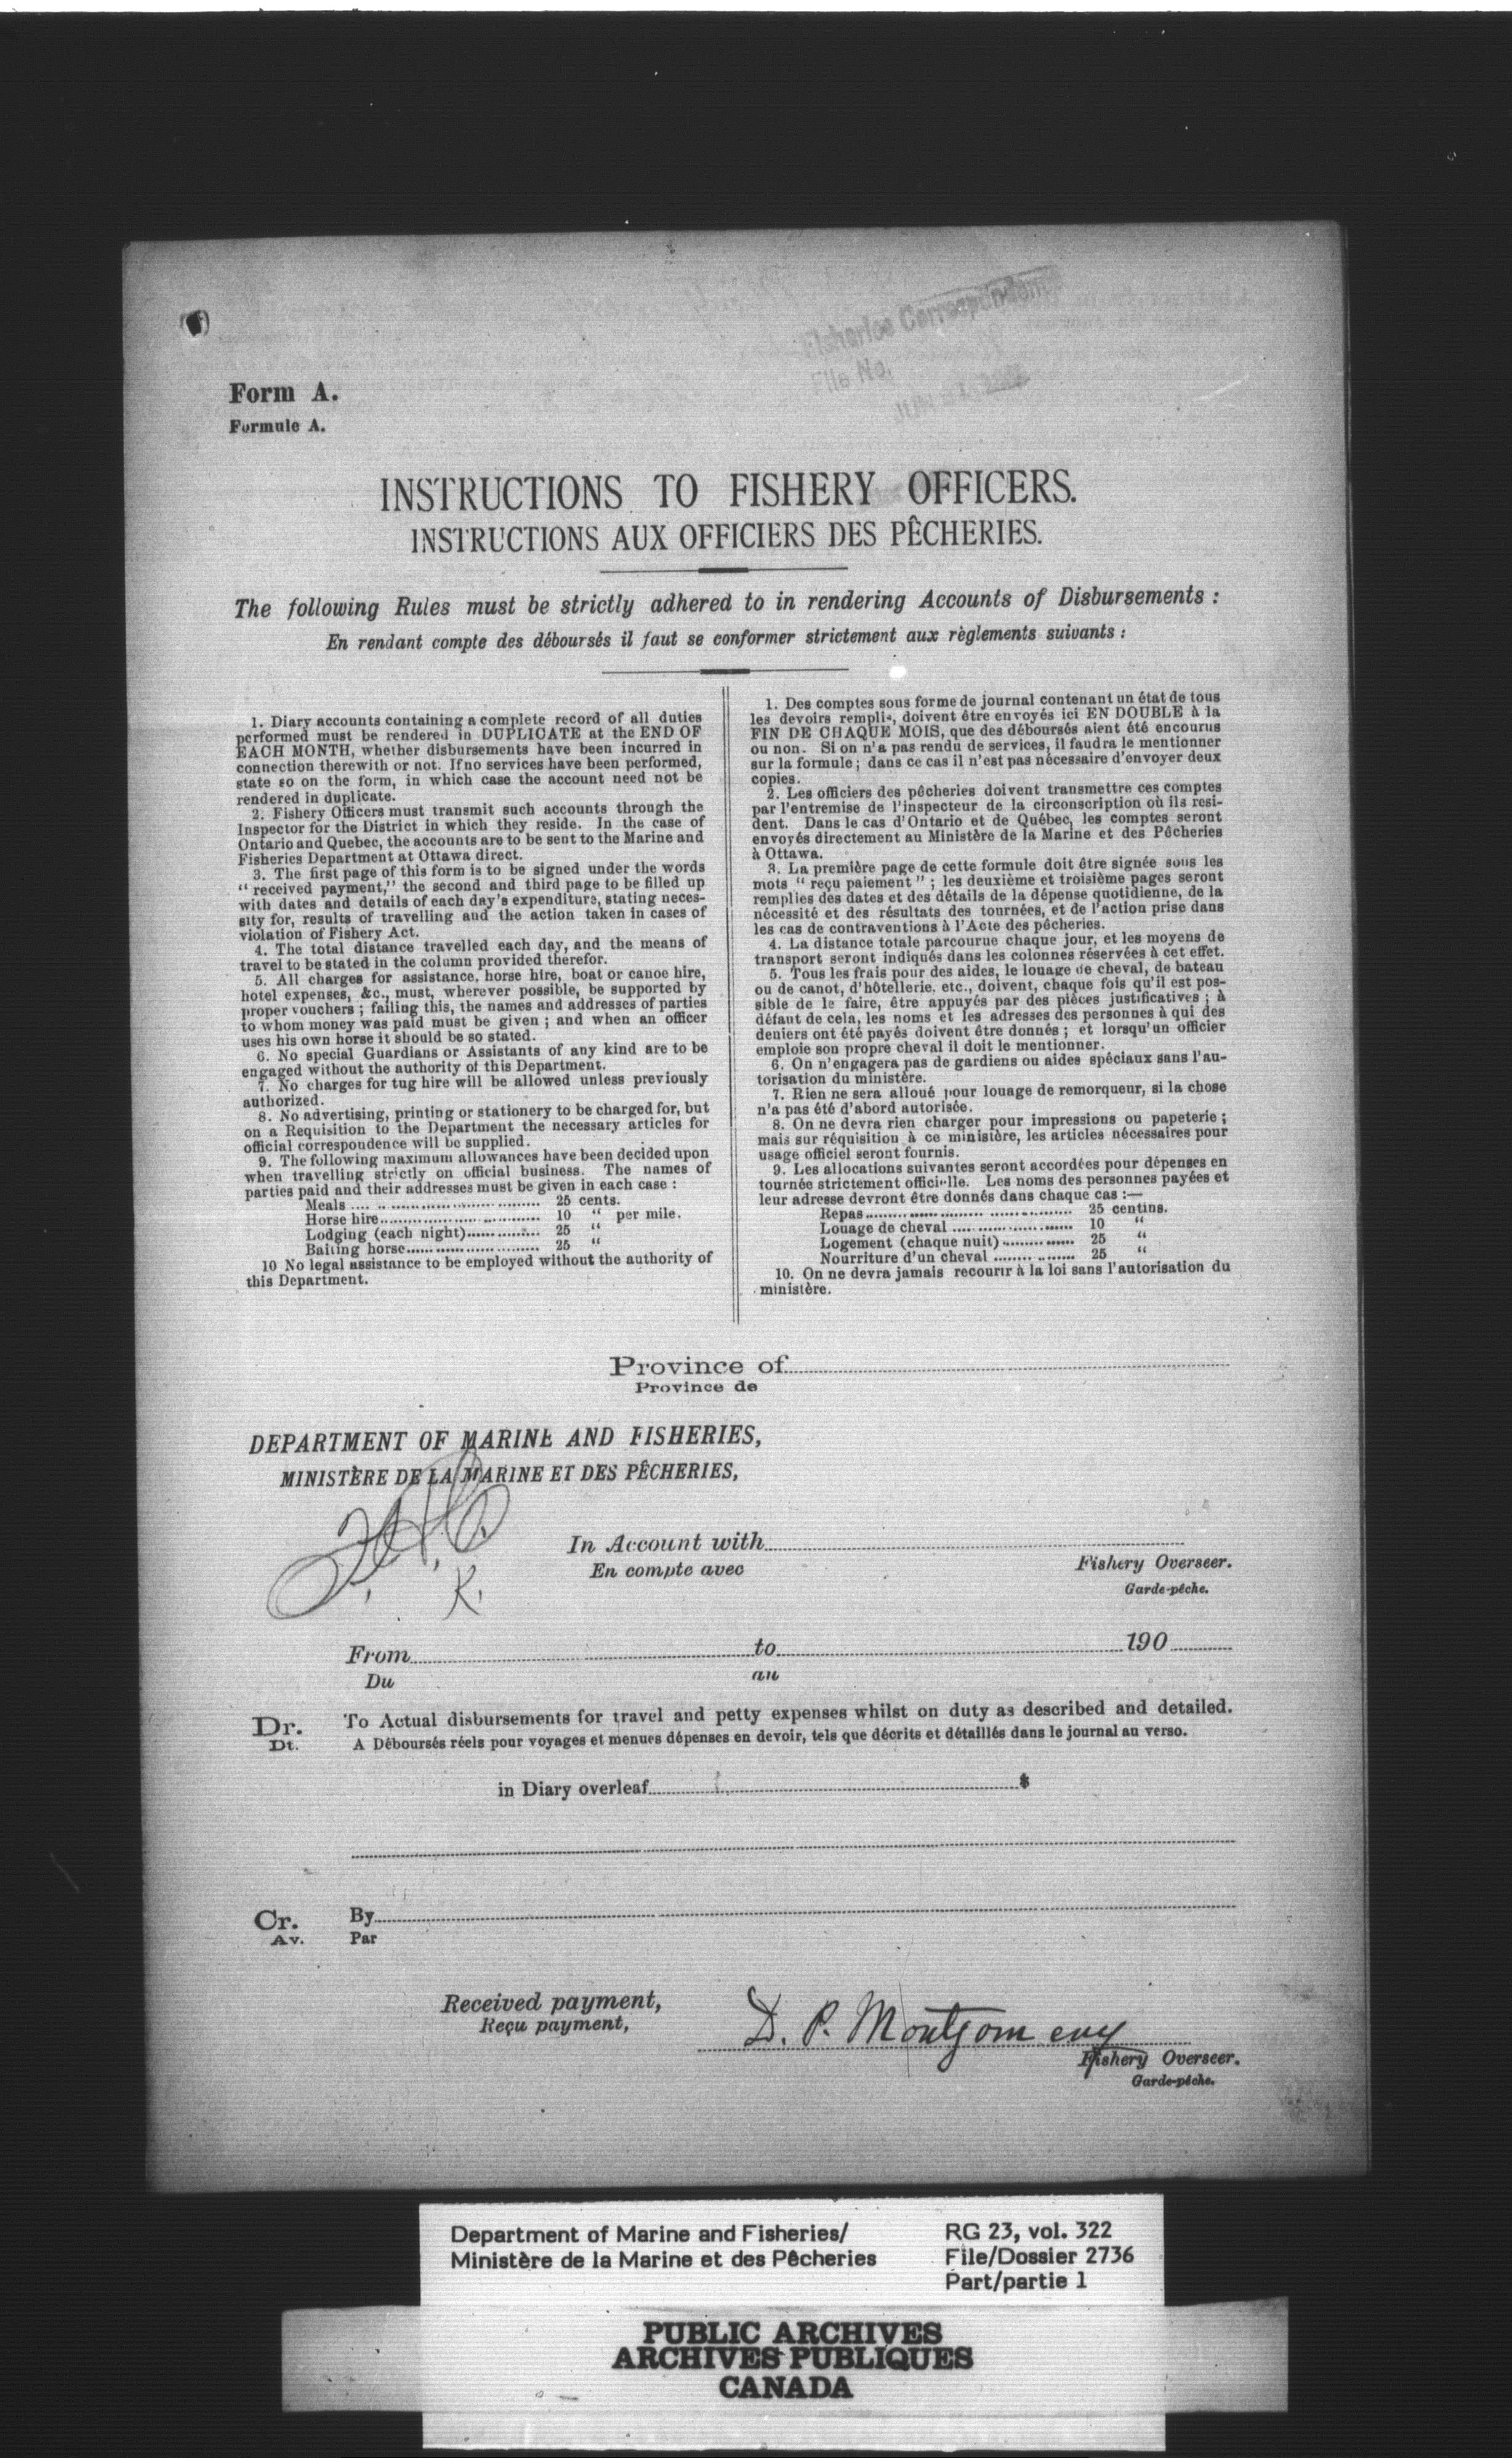 Fisheries Correspondence
File No.
JUN
Form A.
Formule A.
INSTRUCTIONS TO FISHERY OFFICERS.
INSTRUCTIONS AUX OFFICIERS DES PÊCHERIES.
The following Rules must be strictly adhered to in rendering Accounts of Disbursements :
En rendant compte des déboursés il faut se conformer strictement aux règlements suivants :
1. Diary accounts containing a complete record of all duties
performed must be rendered in DUPLICATE at the END OF
EACH MONTH, whether disbursements have been incurred in
connection therewith or not. If no services have been performed,
state so on the form, in which case the account need not be
rendered in duplicate.
2. Fishery Officers must transmit such accounts through the
Inspector for the District in which they reside. In the case of
Ontario and Quebec, the accounts are to be sent to the Marine and
Fisheries Department at Ottawa direct.
3. The first page of this form is to be signed under the words
“ received payment,” the second and third page to be filled up
with dates and details of each day's expenditure, stating neces-
sity for, results of travelling and the action taken in cases of
violation of Fishery Act.
4. The total distance travelled each day, and the means of
travel to be stated in the column provided therefor.
5. All charges for assistance, horse hire, boat or canoe hire,
hotel expenses, &c., must, wherever possible, be supported by
proper vouchers ; failing this, the names and addresses of parties
to whom money was paid must be given ; and when an officer
uses his own horse it should be so stated.
6. No special Guardians or Assistants of any kind are to be
engaged without the authority of this Department.
7. No charges for tug hire will be allowed unless previously
authorized.
8. No advertising, printing or stationery to be charged for, but
on a Requisition to the Department the necessary articles for
official correspondence will be supplied.
9. The following maximum allowances have been decided upon
when travelling strictly on official business. The names of
parties paid and their addresses must be given in each case :
Meals .... 25 cents.
Horse hire.... 10 “ per mile.
Lodging (each night).... 25 “
Baiting horse.... 25 “
10 No legal assistance to be employed without the authority of
this Department.
1. Des comptes sous forme de journal contenant un état de tous
les devoirs remplis, doivent être envoyés ici EN DOUBLE à la
FIN DE CHAQUE MOIS, que des déboursés aient été encourus
ou non. Si on n'a pas rendu de services, il faudra le mentionner
sur la formule ; dans ce cas il n'est pas nécessaire d'envoyer deux
copies.
2. Les officiers des pêcheries doivent transmettre ces comptes
par l'entremise de l'inspecteur de la circonscription où ils resi-
dent. Dans le cas d'Ontario et de Québec, les comptes seront
envoyés directement au Ministère de la Marine et des Pêcheries
à Ottawa.
3. La première page de cette formule doit être signée sous les
mots “ reçu paiement ” ; les deuxième et troisième pages seront
remplies des dates et des détails de la dépense quotidienne, de la
nécessité et des résultats des tournées, et de l'action prise dans
les cas de contraventions à l'Acte des pêcheries.
4. La distance totale parcourue chaque jour, et les moyens de
transport seront indiqués dans les colonnes réservées à cet effet.
5. Tous les frais pour des aides, le louage de cheval, de bateau
ou de canot, d'hôtellerie, etc., doivent, chaque fois qu'il est pos-
sible de le faire, être appuyés par des pièces justificatives ; à
défaut de cela, les noms et les adresses des personnes à qui des
deniers ont été payés doivent être donnés ; et lorsqu'un officier
emploie son propre cheval il doit le mentionner.
6. On n'engagera pas de gardiens ou aides spéciaux sans l'au-
torisation du ministère.
7. Rien ne sera alloué pour louage de remorqueur, si la chose
n'a pas été d'abord autorisée.
8. On ne devra rien charger pour impressions ou papeterie ;
mais sur réquisition à ce ministère, les articles nécessaires pour
usage officiel seront fournis.
9. Les allocations suivantes seront accordées pour dépenses en
tournée strictement officielle. Les noms des personnes payées et
leur adresse devront être donnés dans chaque cas :—
Repas.... 25 centins.
Louage de cheval .... 10 “
Logement (chaque nuit).... 25 “
Nourriture d'un cheval .... 25 “
10. On ne devra jamais recourir à la loi sans l'autorisation du
ministère.
Province of
Province de
DEPARTMENT OF MARINE AND FISHERIES,
MINISTÈRE DE LA MARINE ET DES PÊCHERIES,
In Account with
En compte avec
Fishery Overseer.
Garde-pêche.
K.
From to 190
Du au
Dr. To Actual disbursements for travel and petty expenses whilst on duty as described and detailed.
Dt. A Déboursés réels pour voyages et menues dépenses en devoir, tels que décrits et détaillés dans le journal au verso.
in Diary overleaf $
Cr. By
Av. Par
Received payment,
Reçu payment,
D. P. Montgomery
Fishery Overseer.
Garde-pêche.
Department of Marine and Fisheries/
Ministère de la Marine et des Pêcheries
RG 23, vol. 322
File/Dossier 2736
Part/partie 1
PUBLIC ARCHIVES
ARCHIVES PUBLIQUES
CANADA